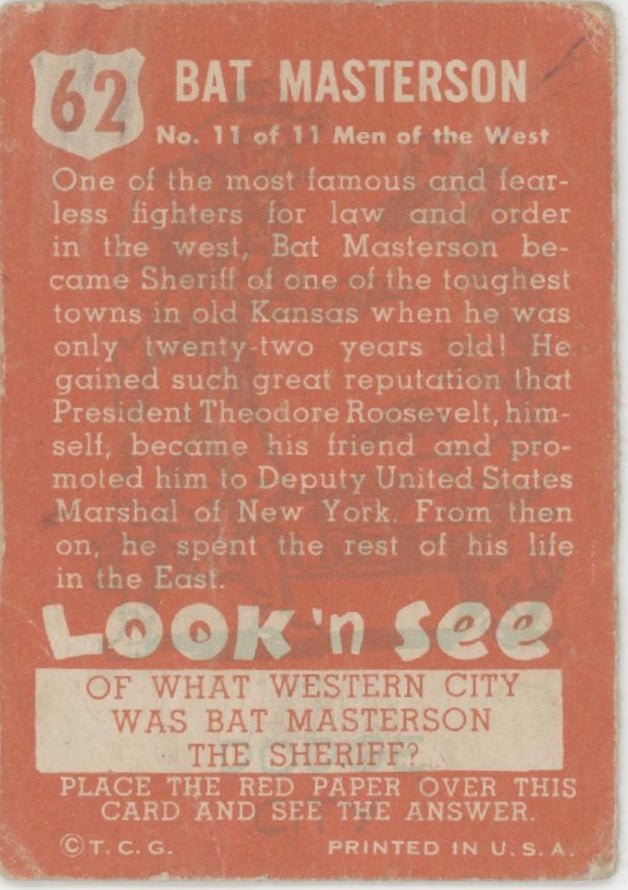 62
BAT MASTERSON
No. 11 of 11 Men of the West
One of the most famous and fear-
less fighters for law and order
in the west, Bat Masterson be-
came Sheriff of one of the toughest
towns in old Kansas when he was
only twenty-two years old! He
gained such great reputation that
President Theodore Roosevelt, him-
self, became his friend and pro-
moted him to Deputy United States
Marshal of New York. From then
on, he spent the rest of his life
in the East.
LOOK 'n SEE
OF WHAT WESTERN CITY
WAS BAT MASTERSON
THE SHERIFF?
PLACE THE RED PAPER OVER THIS
CARD AND SEE THE ANSWER.
© T. C. G.
PRINTED IN U. S. A.